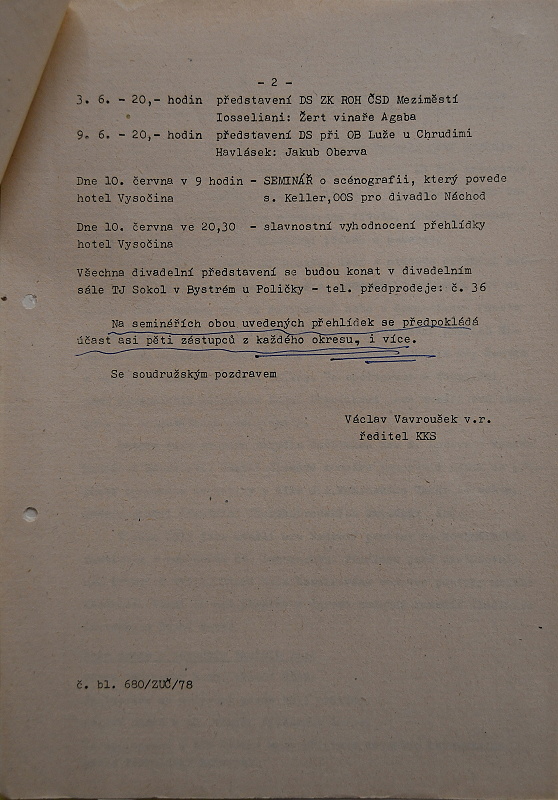 - 2 -
3. 6. - 20,- hodin představení DS ZK ROH ČSD Meziměstí
Iosseliani: Žert vinaře Agaba
9. 6. - 20,- hodin představení DS při OB Luže u Chrudimi
Havlásek: Jakub Oberva
Dne 10. června v 9 hodin - SEMINÁŘ o scénografii, který povede
hotel Vysočina s. Keller,OOS pro divadlo Náchod
Dne 10. června ve 20,30 - slavnostní vyhodnocení přehlídky
hotel Vysočina
Všechna divadelní představení se budou konat v divadelním
sále TJ Sokol v Bystrém u Poličky - tel. předprodeje: č. 36
Na seminářích obou uvedených přehlídek se předpokládá
účast asi pěti zástupců z každého okresu, i více.
Se soudružským pozdravem
Václav Vavroušek v.r.
ředitel KKS
č. bl. 680/ZUČ/78